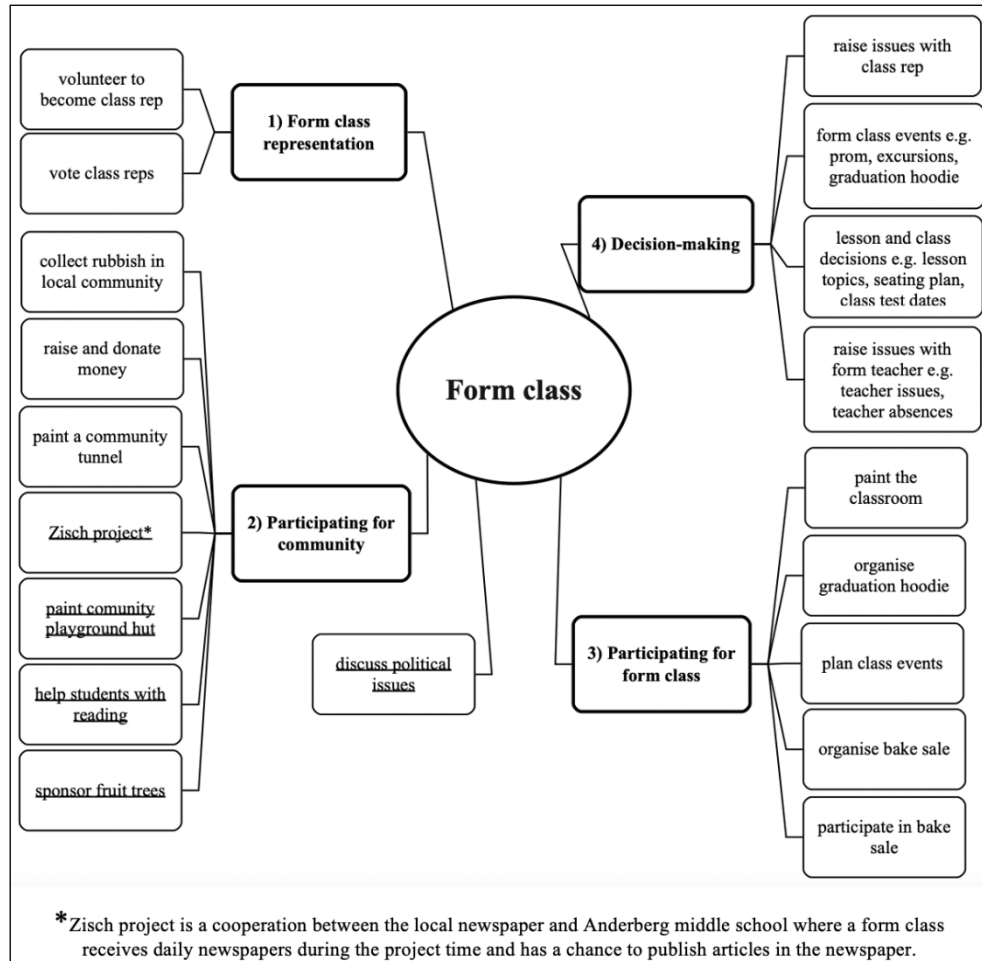 volunteer to
become class rep
vote class reps
1) Form class
representation
collect rubbish in
local community
raise and donate
money
paint a community
tunnel
Zisch project*
paint comunity
playground hut
help students with
reading
sponsor fruit trees
2) Participating for
community
discuss political
issues
Form class
4) Decision-making
raise issues with
class rep
form class events e.g.
prom, excursions,
graduation hoodie
lesson and class
decisions e.g. lesson
topics, seating plan,
class test dates
raise issues with
form teacher e.g.
teacher issues,
teacher absences
3) Participating for
form class
paint the
classroom
organise
graduation hoodie
plan class events
organise bake sale
participate in bake
sale
*Zisch project is a cooperation between the local newspaper and Anderberg middle school where a form class
receives daily newspapers during the project time and has a chance to publish articles in the newspaper.